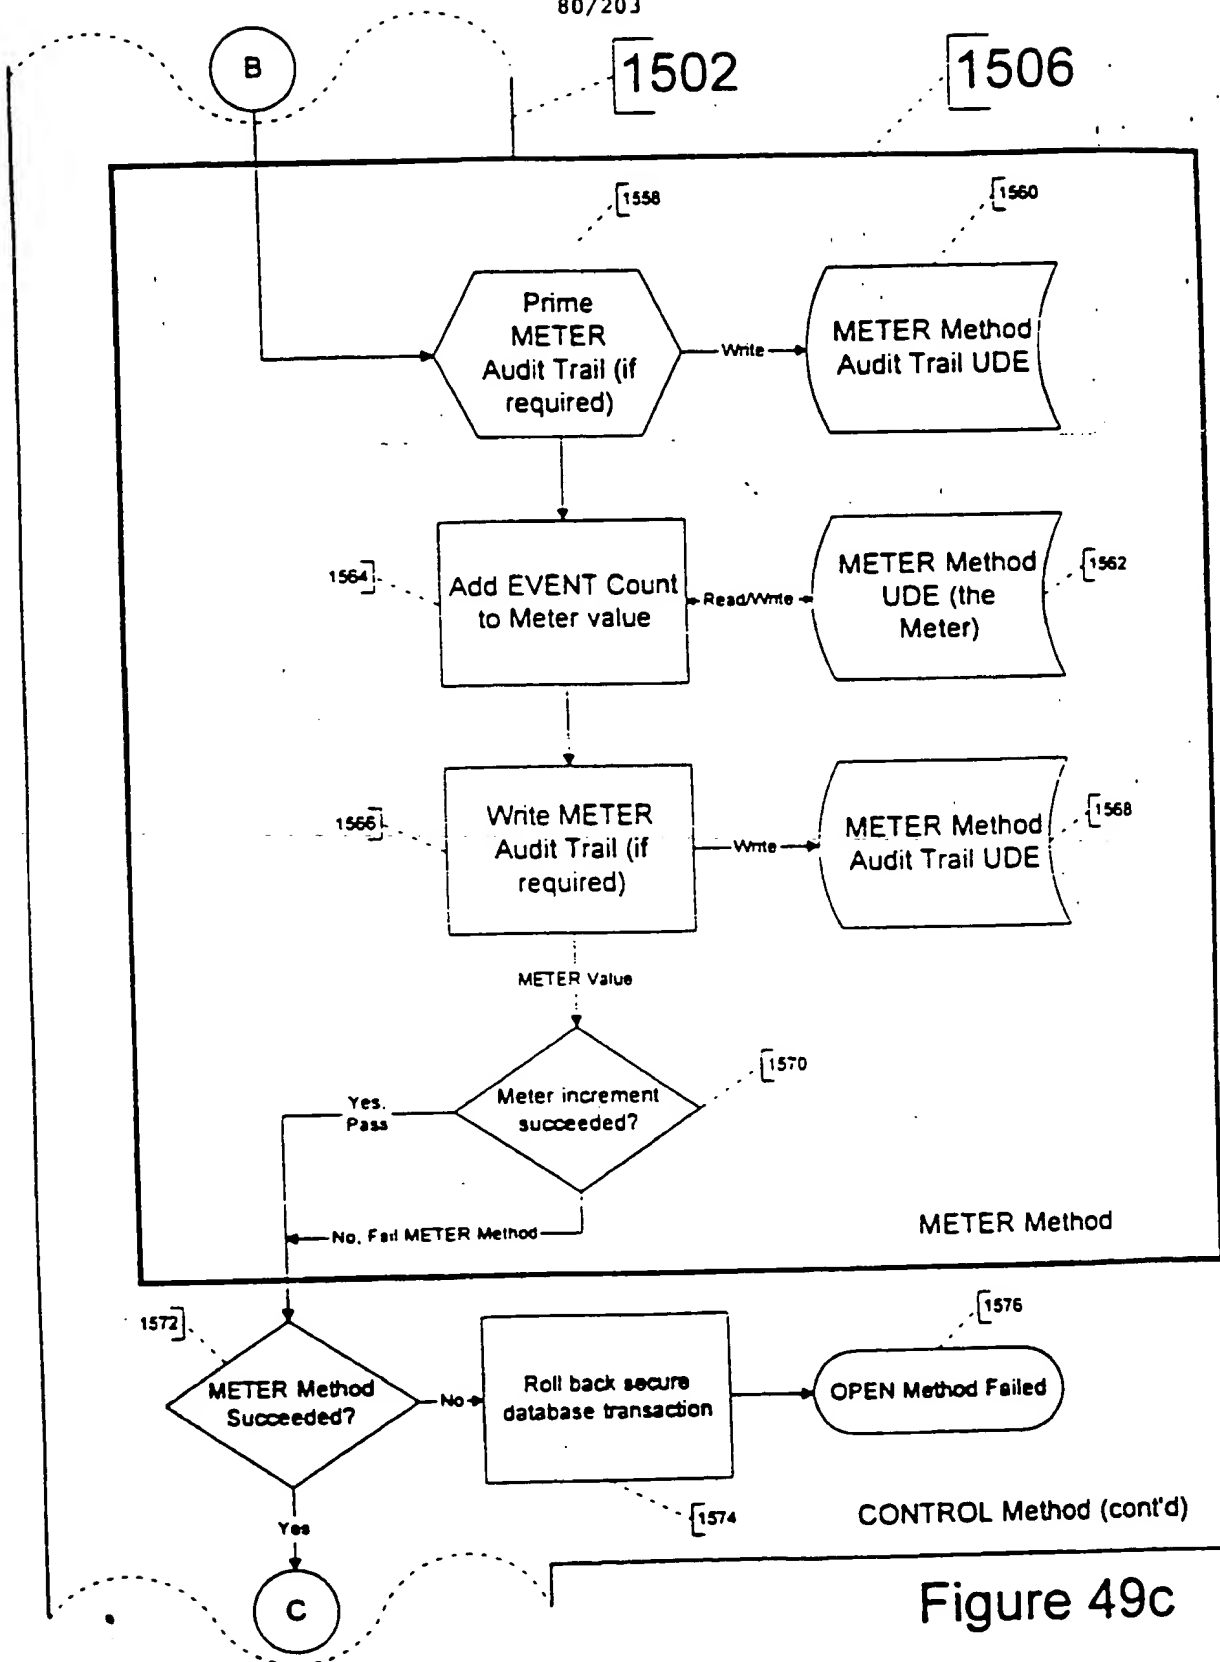 80/203
B
1502
1506
1558
1560
Prime
METER
Audit Trail (if
required)
Write
METER Method
Audit Trail UDE
1564
Add EVENT Count
to Meter value
Read/Write
METER Method
UDE (the
Meter)
1562
1566
Write METER
Audit Trail (if
required)
Write
METER Method
Audit Trail UDE
1568
METER Value
Meter increment
succeeded?
1570
Yes,
Pass
No, Fail METER Method
METER Method
1572
METER Method
Succeeded?
No
Roll back secure
database transaction
1576
OPEN Method Failed
1574
CONTROL Method (cont'd)
Yes
C
Figure 49c